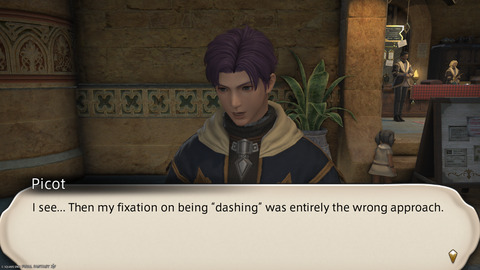 Picot
I see... Then my fixation on being "dashing" was entirely the wrong approach.